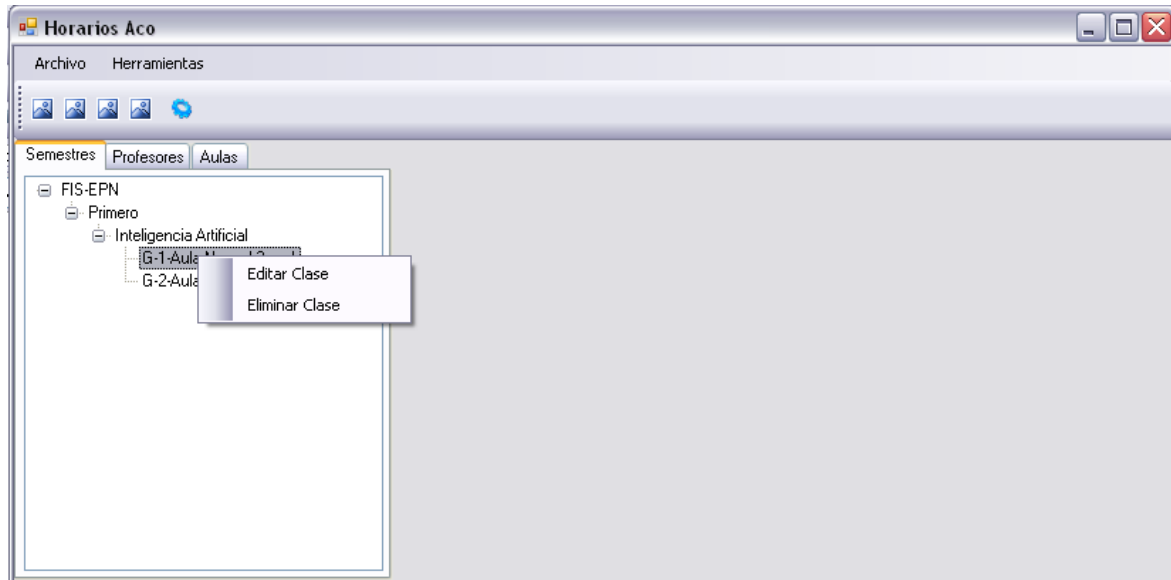 Horarios Aco
Archivo Herramientas
Semestres Profesores Aulas
FIS-EPN
Primero
Inteligencia Artificial
G-1-Aula
Editar Clase
G-2-Aula
Eliminar Clase